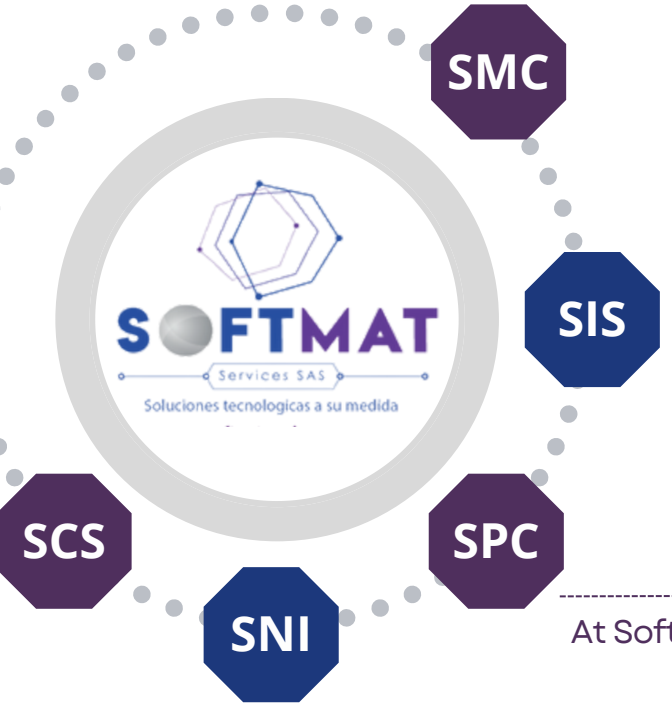 SMC
SIS
SOFTMAT
Services SAS
Soluciones tecnologicas a su medida
SCS
SPC
SNI
At Soft